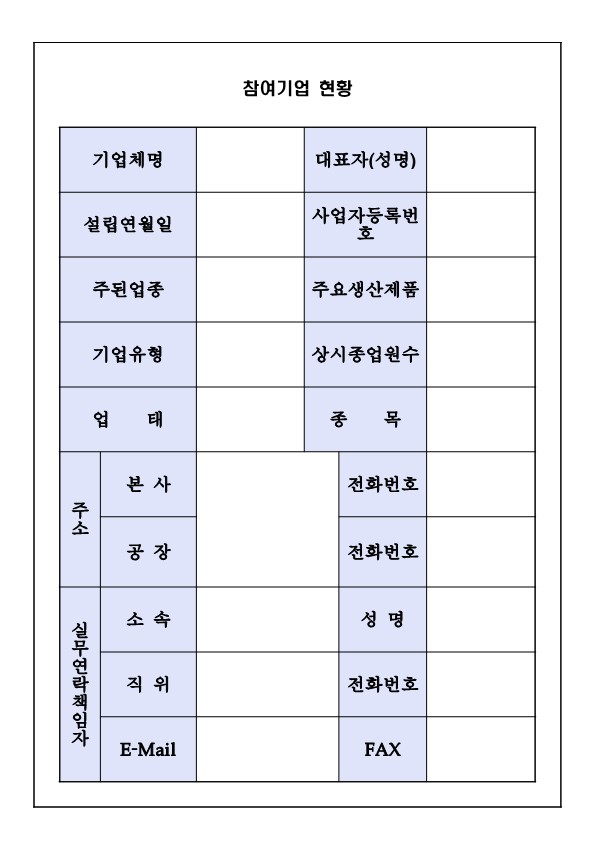 참여기업 현황
기업체명 대표자(성명)
설립연월일 사업자등록번
호
주된업종 주요생산제품
기업유형 상시종업원수
업 태 종 목
주소
본 사 전화번호
공 장 전화번호
실무연락책임자
소 속 성 명
직 위 전화번호
E-Mail FAX